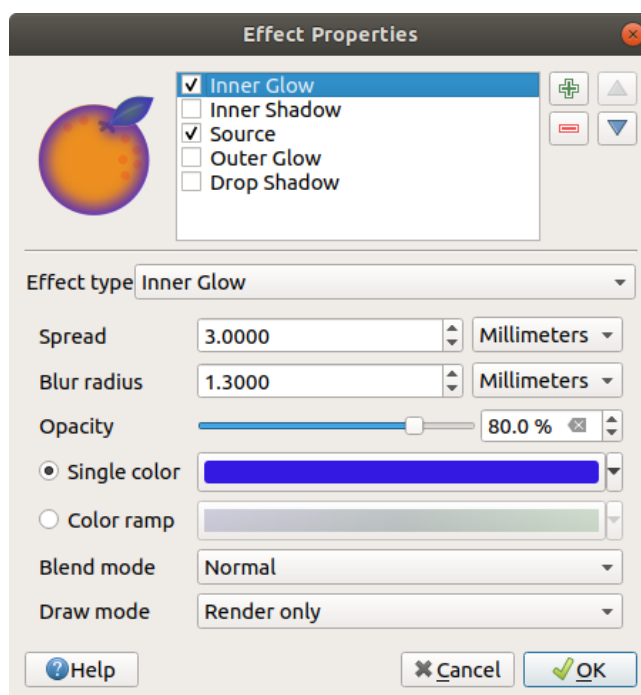 Effect Properties
Inner Glow
Inner Shadow
Source
Outer Glow
Drop Shadow
Effect type Inner Glow
Spread 3.0000 Millimeters
Blur radius 1.3000 Millimeters
Opacity 80.0 %
Single color
Color ramp
Blend mode Normal
Draw mode Render only
Help Cancel OK